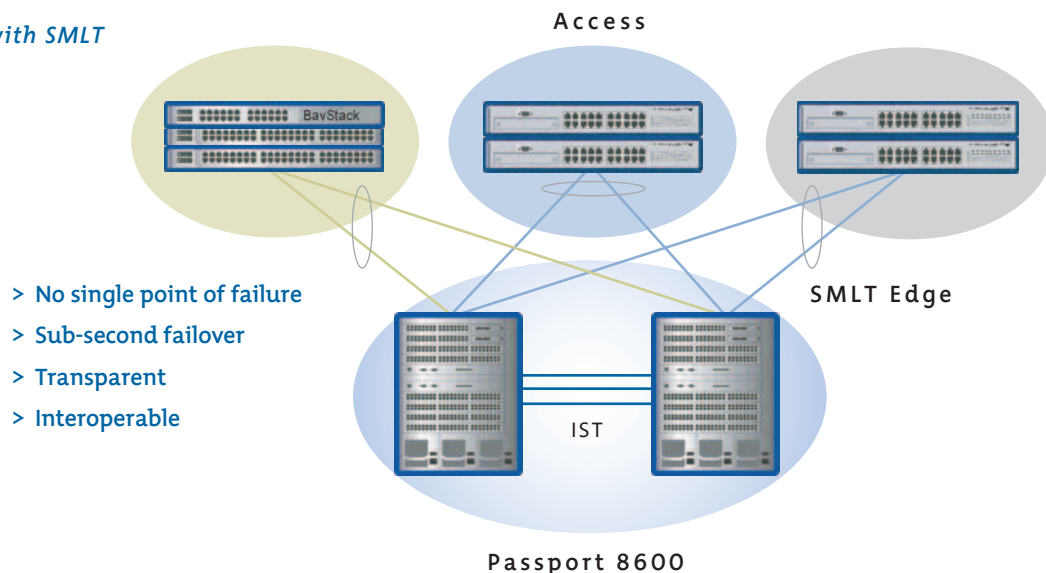 with SMLT
Access
BayStack
> No single point of failure
> Sub-second failover
> Transparent
> Interoperable
SMLT Edge
IST
Passport 8600